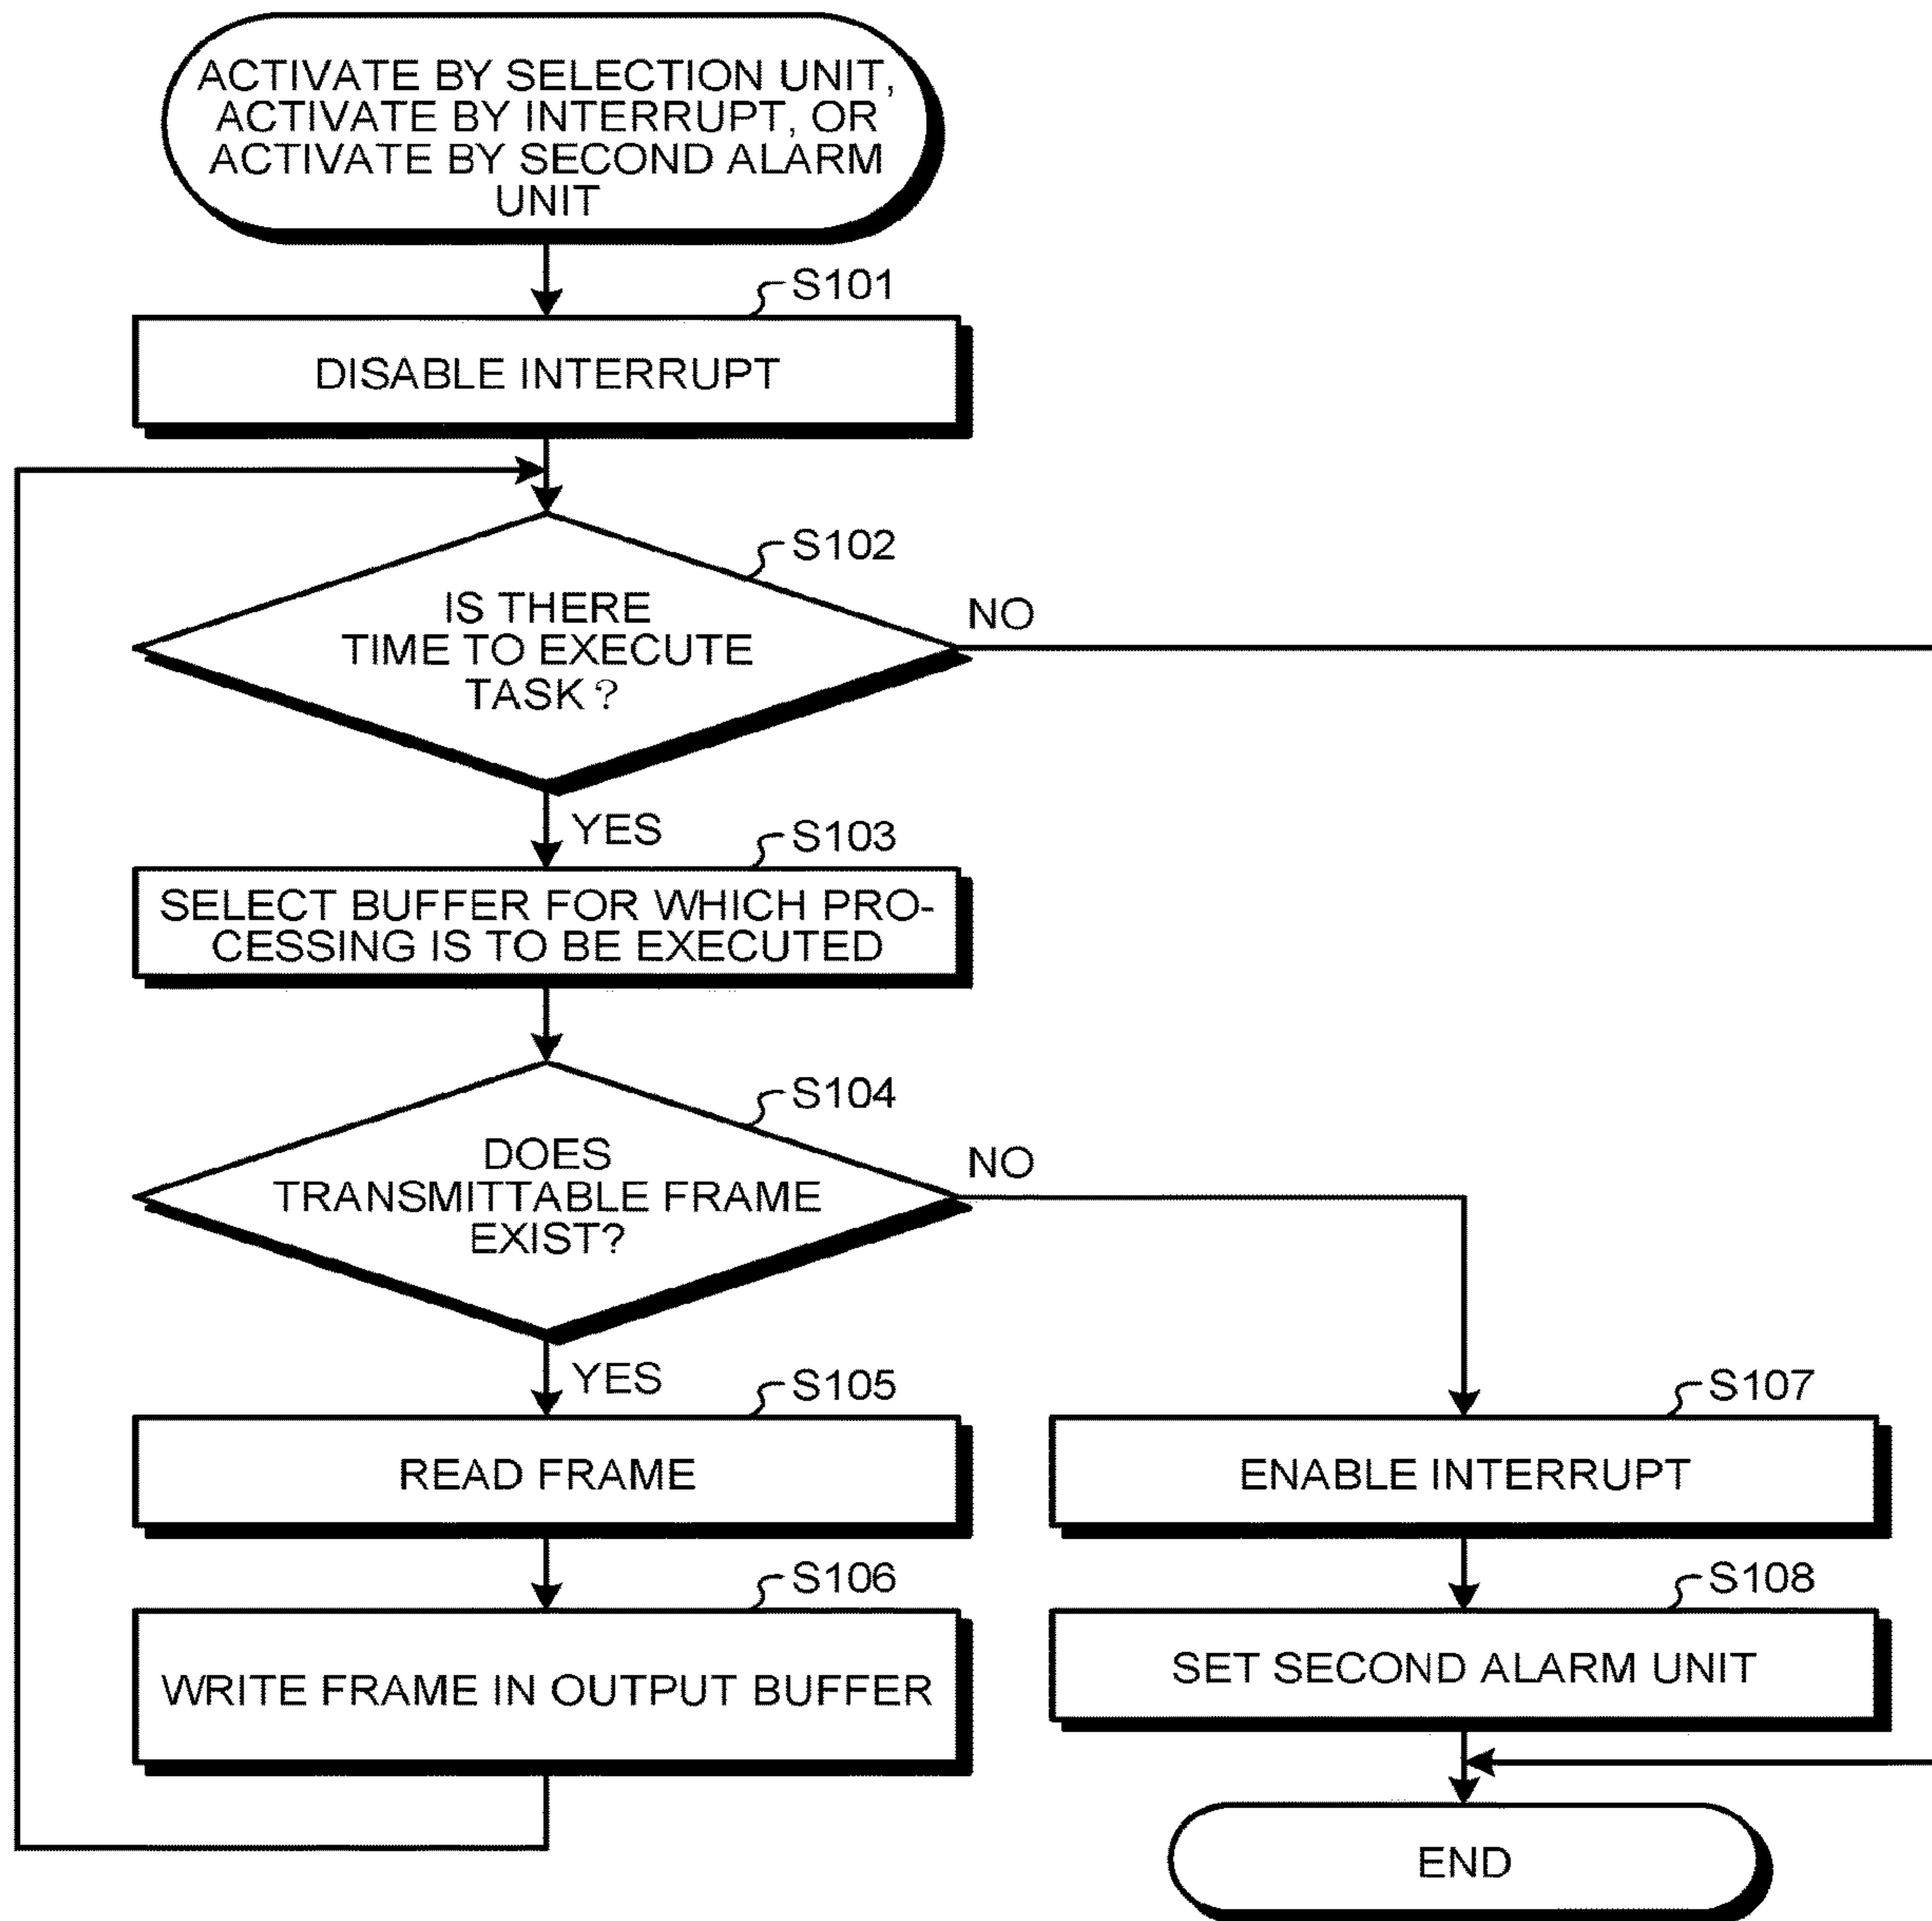 ACTIVATE BY SELECTION UNIT,
ACTIVATE BY INTERRUPT, OR
ACTIVATE BY SECOND ALARM
UNIT
S101
DISABLE INTERRUPT
S102
IS THERE
TIME TO EXECUTE
TASK?
NO
YES
S103
SELECT BUFFER FOR WHICH PRO-
CESSING IS TO BE EXECUTED
S104
DOES
TRANSMITTABLE FRAME
EXIST?
NO
YES
S105
READ FRAME
S107
ENABLE INTERRUPT
S106
WRITE FRAME IN OUTPUT BUFFER
S108
SET SECOND ALARM UNIT
END